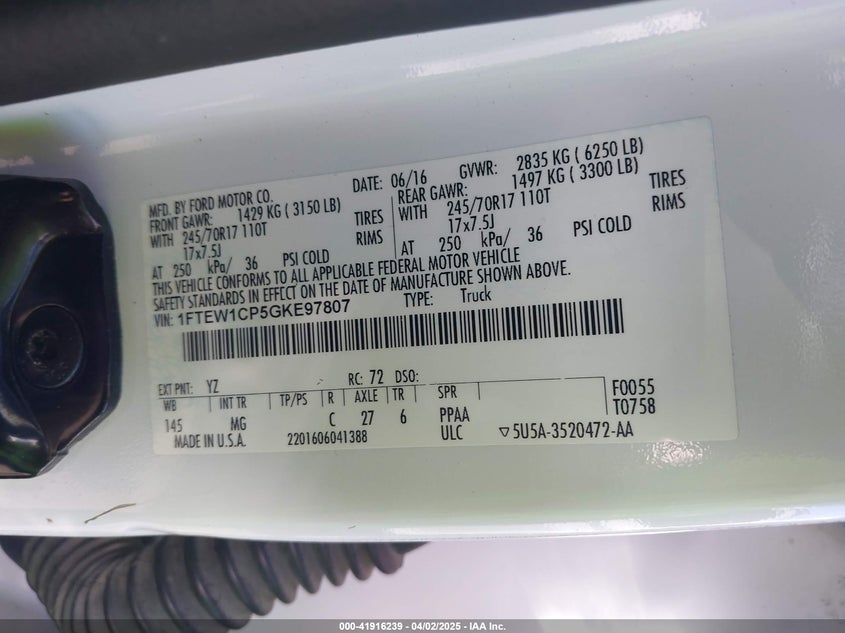 MFD. BY FORD MOTOR CO.
DATE: 06/16 GVWR: 2835 KG ( 6250 LB)
FRONT GAWR: 1429 KG ( 3150 LB)
REAR GAWR: 1497 KG ( 3300 LB)
WITH 245/70R17 110T TIRES
WITH 245/70R17 110T TIRES
17x7.5J RIMS
17x7.5J RIMS
AT 250 kPa/ 36 PSI COLD
AT 250 kPa/ 36 PSI COLD
THIS VEHICLE CONFORMS TO ALL APPLICABLE FEDERAL MOTOR VEHICLE
SAFETY STANDARDS IN EFFECT ON THE DATE OF MANUFACTURE SHOWN ABOVE.
VIN: 1FTEW1CP5GKE97807 TYPE: Truck
EXT PNT: YZ RC: 72 DSO:
WB INT TR TP/PS R AXLE TR SPR F0055
145 MG C 27 6 PPAA T0758
MADE IN U.S.A. 2201606041388 ULC ▽5U5A-3520472-AA
000-41916239 - 04/02/2025 - IAA Inc.